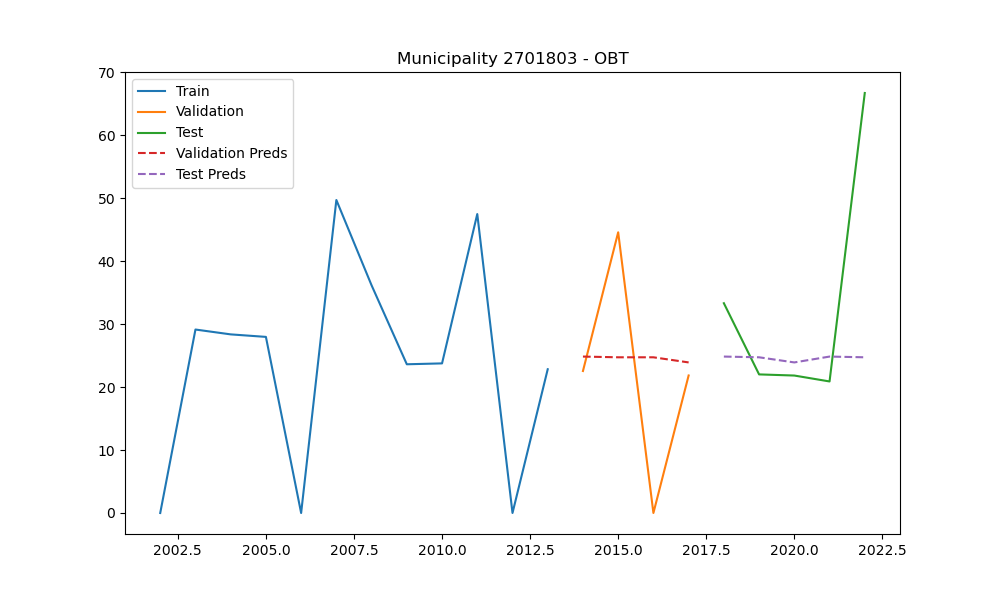 Municipality 2701803 - OBT
Train
Validation
Test
Validation Preds
Test Preds
70
60
50
40
30
20
10
0
2002.5 2005.0 2007.5 2010.0 2012.5 2015.0 2017.5 2020.0 2022.5